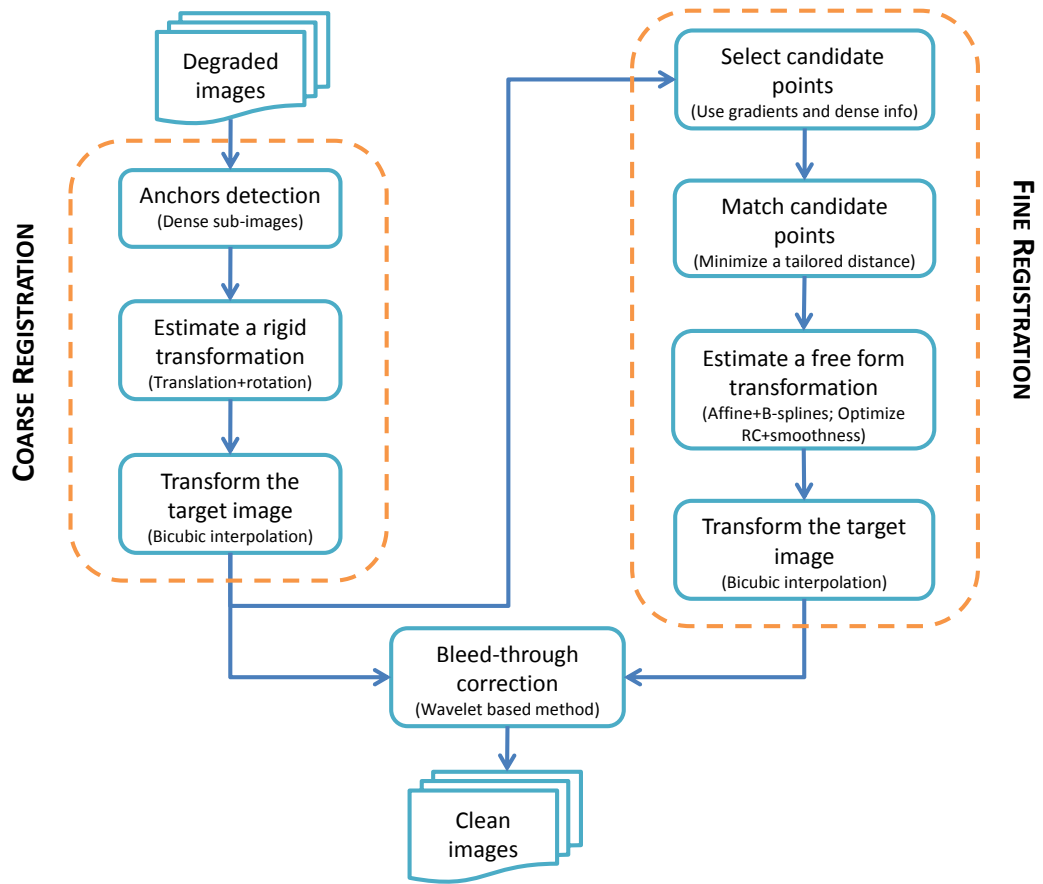 Degraded
images
COARSE REGISTRATION
Anchors detection
(Dense sub-images)
Estimate a rigid
transformation
(Translation+rotation)
Transform the
target image
(Bicubic interpolation)
Select candidate
points
(Use gradients and dense info)
Match candidate
points
(Minimize a tailored distance)
Estimate a free form
transformation
(Affine+B-splines; Optimize
RC+smoothness)
Transform the target
image
(Bicubic interpolation)
FINE REGISTRATION
Bleed-through
correction
(Wavelet based method)
Clean
images